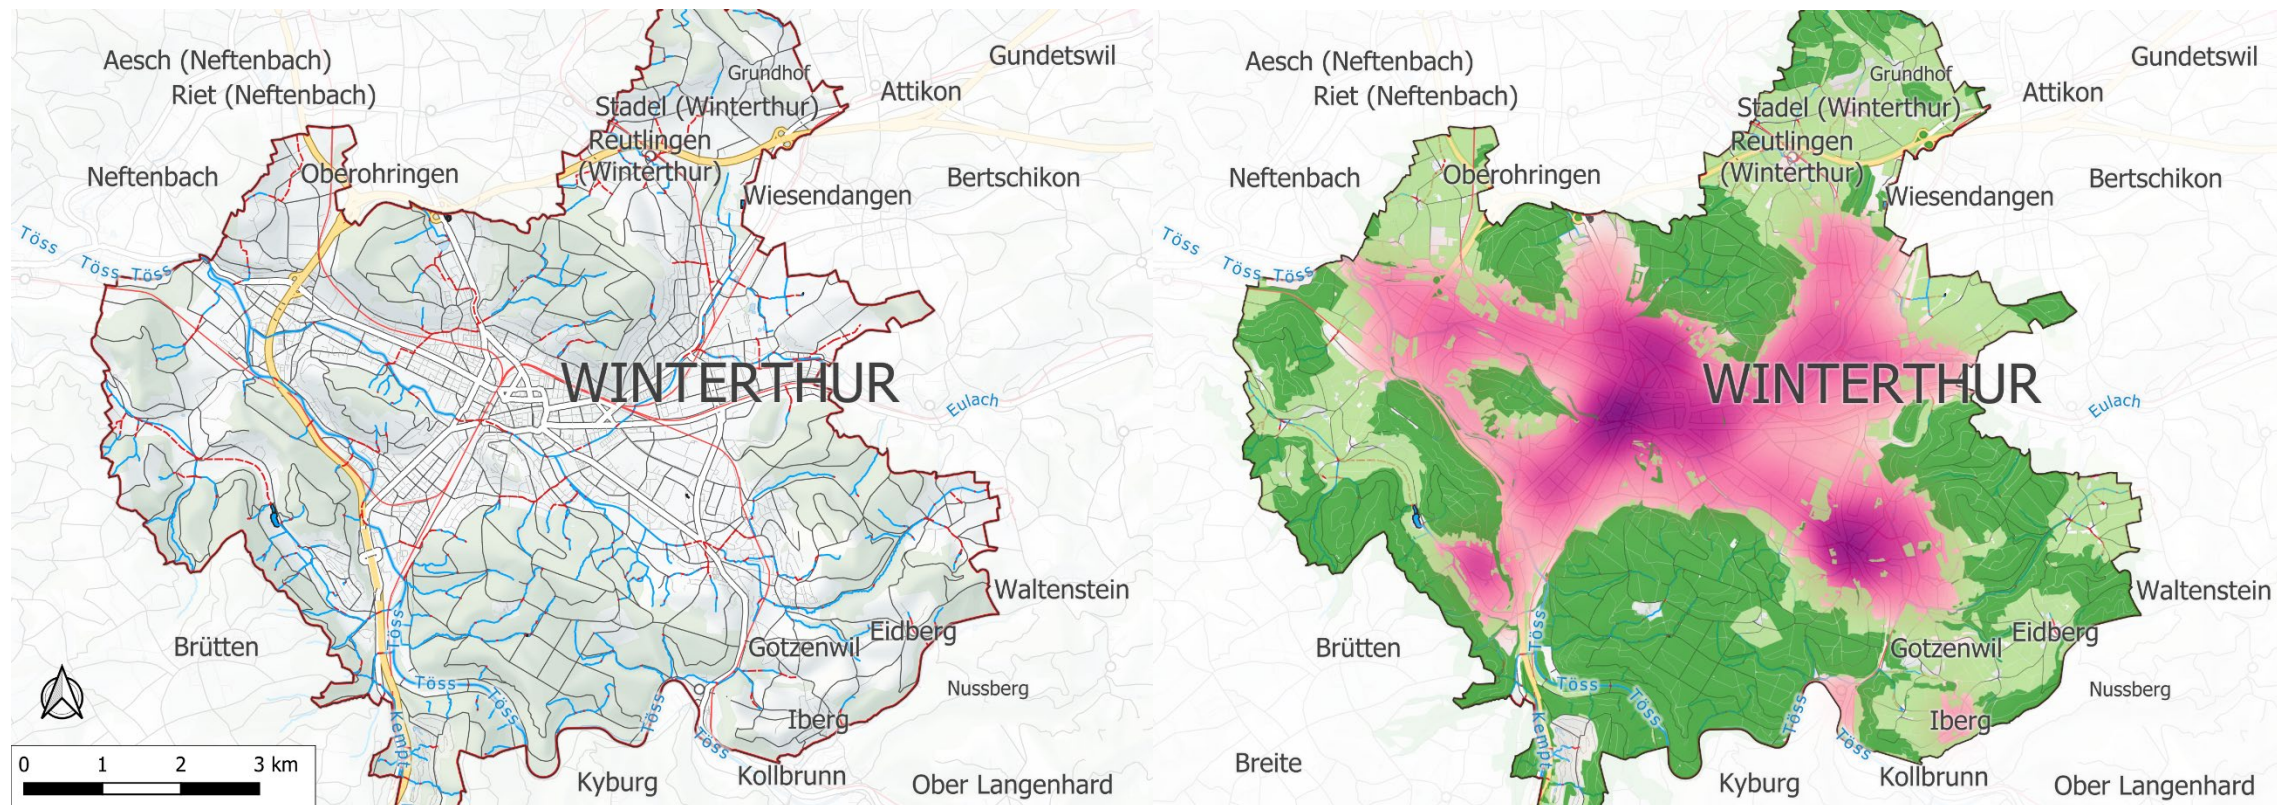 Aesch (Neftenbach)
Riet (Neftenbach)
Grundhof
Gundetswil
Attikon
Stadel (Winterthur)
Reutlingen
(Winterthur)
Neftenbach
Oberohringen
Wiesendangen
Bertschikon
Töss
Töss
Töss
WINTERTHUR
Eulach
Waltenstein
Töss
Brütten
Gotzenwil
Eidberg
Töss
Töss
Töss
Nussberg
Kempt
Iberg
Töss
0 1 2 3 km
Kyburg
Kollbrunn
Ober Langenhard
Aesch (Neftenbach)
Riet (Neftenbach)
Grundhof
Gundetswil
Attikon
Stadel (Winterthur)
Reutlingen
(Winterthur)
Neftenbach
Oberohringen
Wiesendangen
Bertschikon
Töss
Töss
Töss
WINTERTHUR
Eulach
Waltenstein
Töss
Brütten
Gotzenwil
Eidberg
Töss
Töss
Töss
Nussberg
Kempt
Iberg
Töss
Breite
Kyburg
Kollbrunn
Ober Langenhard